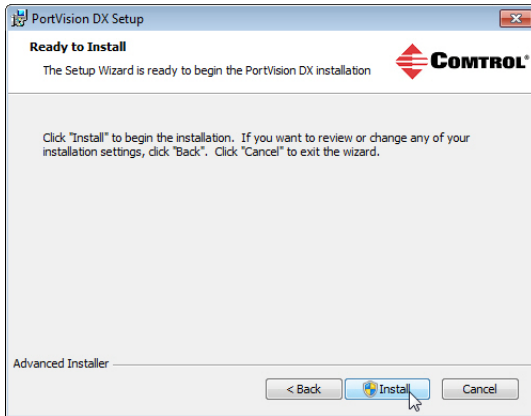 PortVision DX Setup
Ready to Install
The Setup Wizard is ready to begin the PortVision DX installation
COMTROL®
Click "Install" to begin the installation. If you want to review or change any of your
installation settings, click "Back". Click "Cancel" to exit the wizard.
Advanced Installer
< Back
Install
Cancel